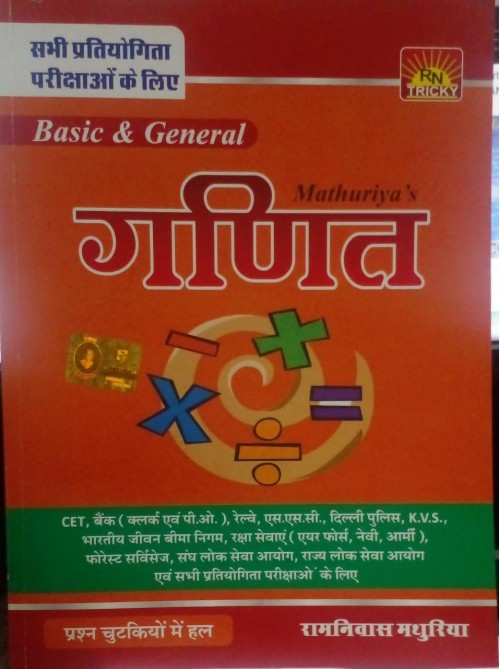 सभी प्रतियोगिता
परीक्षाओं के लिए
RN
TRICKY
Basic & General
Mathuriya's
गणित
CET, बैंक ( क्लर्क एवं पी.ओ. ), रेल्वे, एस.एस.सी., दिल्ली पुलिस, K.V.S.,
भारतीय जीवन बीमा निगम, रक्षा सेवाएं ( एयर फोर्स, नेवी, आर्मी ),
फोरेस्ट सर्विसेज, संघ लोक सेवा आयोग, राज्य लोक सेवा आयोग
एवं सभी प्रतियोगिता परीक्षाओं के लिए
प्रश्न चुटकियों में हल
रामनिवास मथुरिया